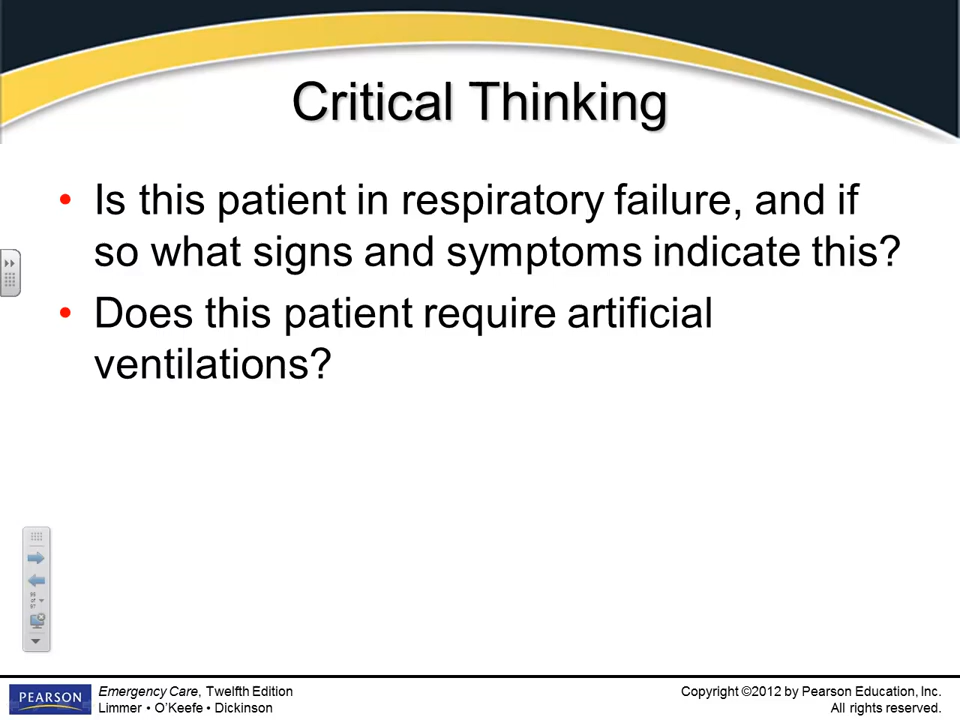 Critical Thinking
• Is this patient in respiratory failure, and if
so what signs and symptoms indicate this?
• Does this patient require artificial
ventilations?
PEARSON
Emergency Care, Twelfth Edition
Limmer • O’Keefe • Dickinson
Copyright ©2012 by Pearson Education, Inc.
All rights reserved.